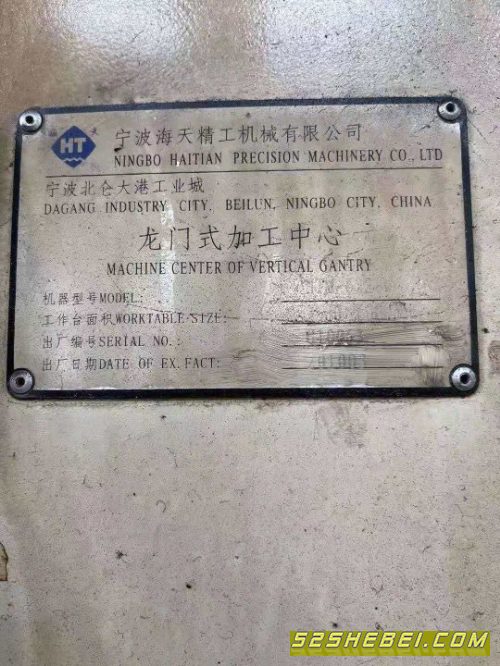 HT
宁波海天精工机械有限公司
NINGBO HAITIAN PRECISION MACHINERY CO., LTD
宁波北仑大港工业城
DAGANG INDUSTRY CITY, BEILUN, NINGBO CITY, CHINA
龙门式加工中心
MACHINE CENTER OF VERTICAL GANTRY
机器型号MODEL:
工作台面积WORKTABLE SIZE:
出厂编号SERIAL NO.:
出厂日期DATE OF EX.FACT:
52SHEBEI.COM